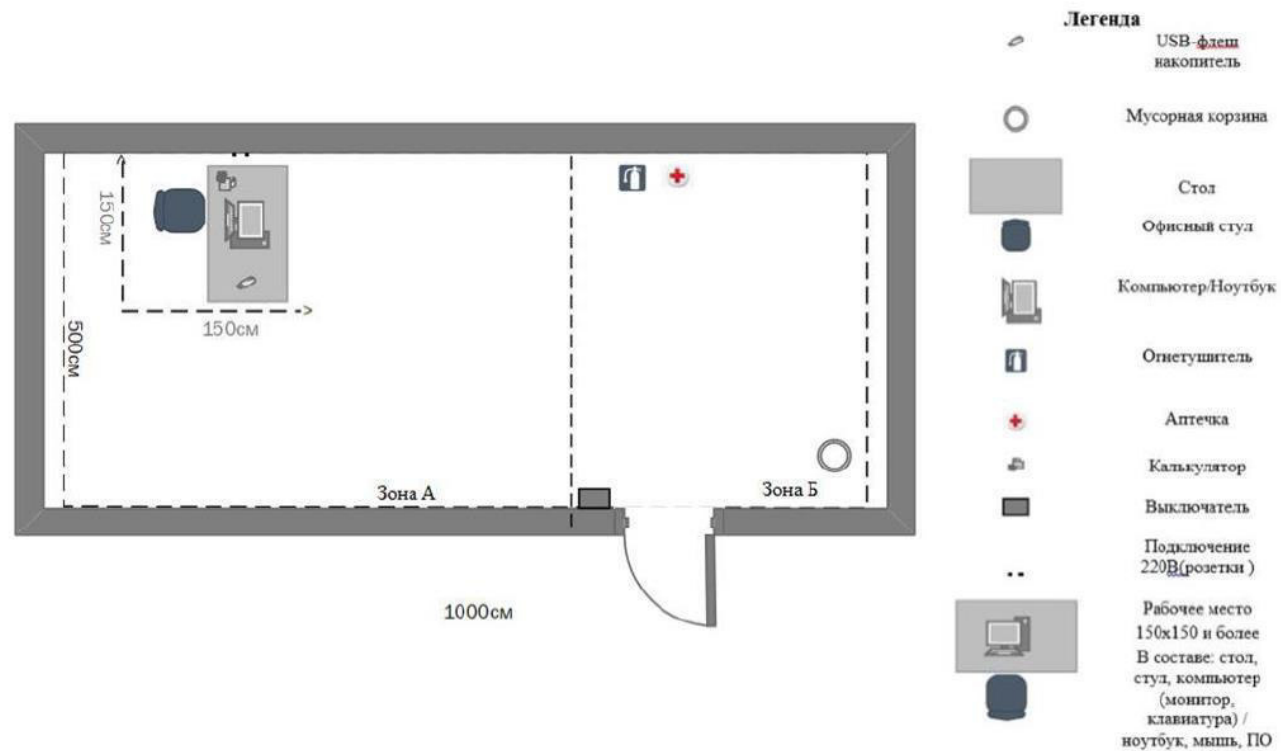 150см
150см
500см
Зона А
Зона Б
1000см
Легенда
USB-флеш
накопитель
Мусорная корзина
Стол
Офисный стул
Компьютер/Ноутбук
Огнетушитель
Аптечка
Калькулятор
Выключатель
Подключение
220В(розетки )
Рабочее место
150х150 и более
В составе: стол,
стул, компьютер
(монитор,
клавиатура) /
ноутбук, мышь, ПО